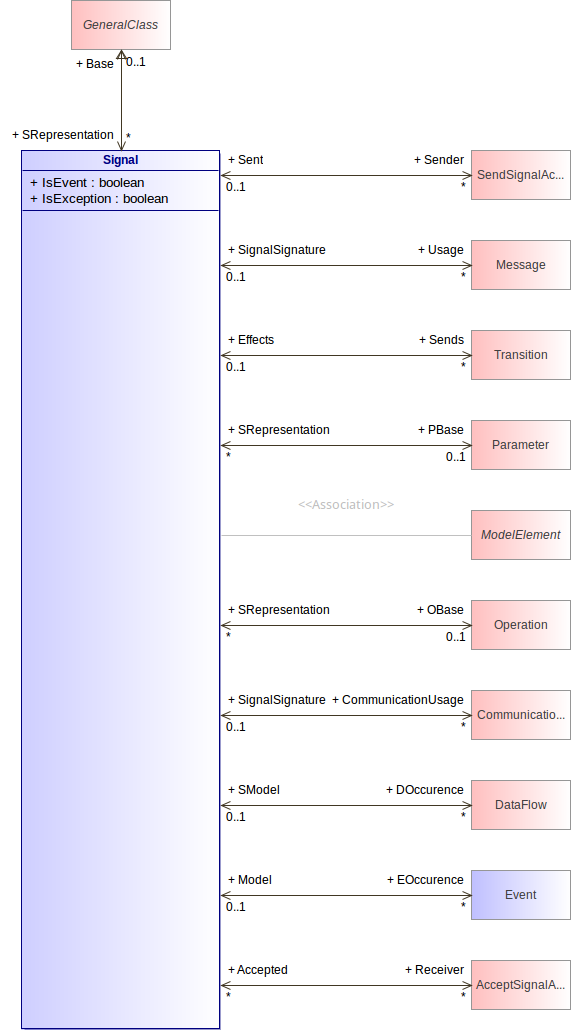 GeneralClass
+ Base
0..1
+ SRepresentation
*
Signal
+ IsEvent : boolean
+ IsException : boolean
+ Sent
+ Sender
0..1
*
SendSignalAc...
+ SignalSignature
+ Usage
0..1
*
Message
+ Effects
+ Sends
0..1
*
Transition
+ SRepresentation
+ PBase
*
0..1
Parameter
<<Association>>
ModelElement
+ SRepresentation
+ OBase
*
0..1
Operation
+ SignalSignature
+ CommunicationUsage
0..1
*
Communicatio...
+ SModel
+ DOccurence
0..1
*
DataFlow
+ Model
+ EOccurence
0..1
*
Event
+ Accepted
+ Receiver
*
*
AcceptSignalA...